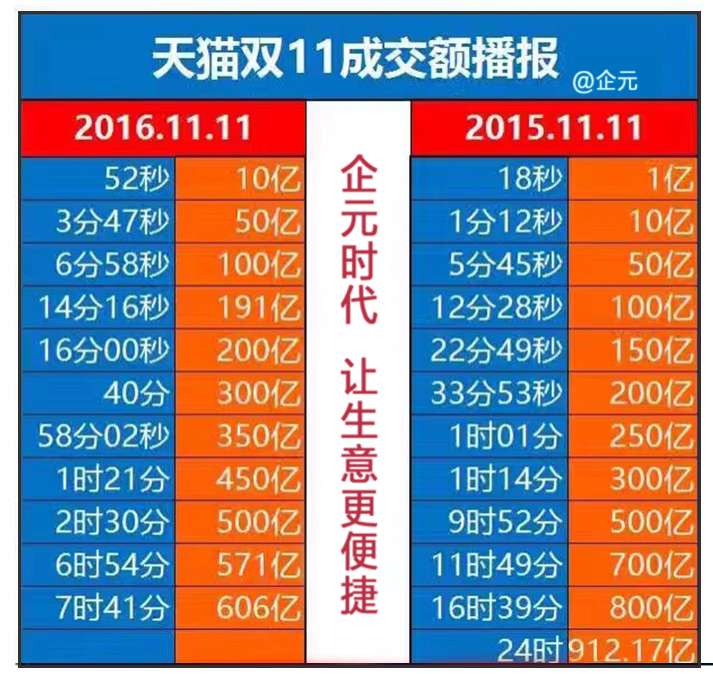 天猫双11成交额播报
@企元
2016.11.11
2015.11.11
52秒 10亿
3分47秒 50亿
6分58秒 100亿
14分16秒 191亿
16分00秒 200亿
40分 300亿
58分02秒 350亿
1时21分 450亿
2时30分 500亿
6时54分 571亿
7时41分 606亿
企元时代 让生意更便捷
18秒 1亿
1分12秒 10亿
5分45秒 50亿
12分28秒 100亿
22分49秒 150亿
33分53秒 200亿
1时01分 250亿
1时14分 300亿
9时52分 500亿
11时49分 700亿
16时39分 800亿
24时 912.17亿